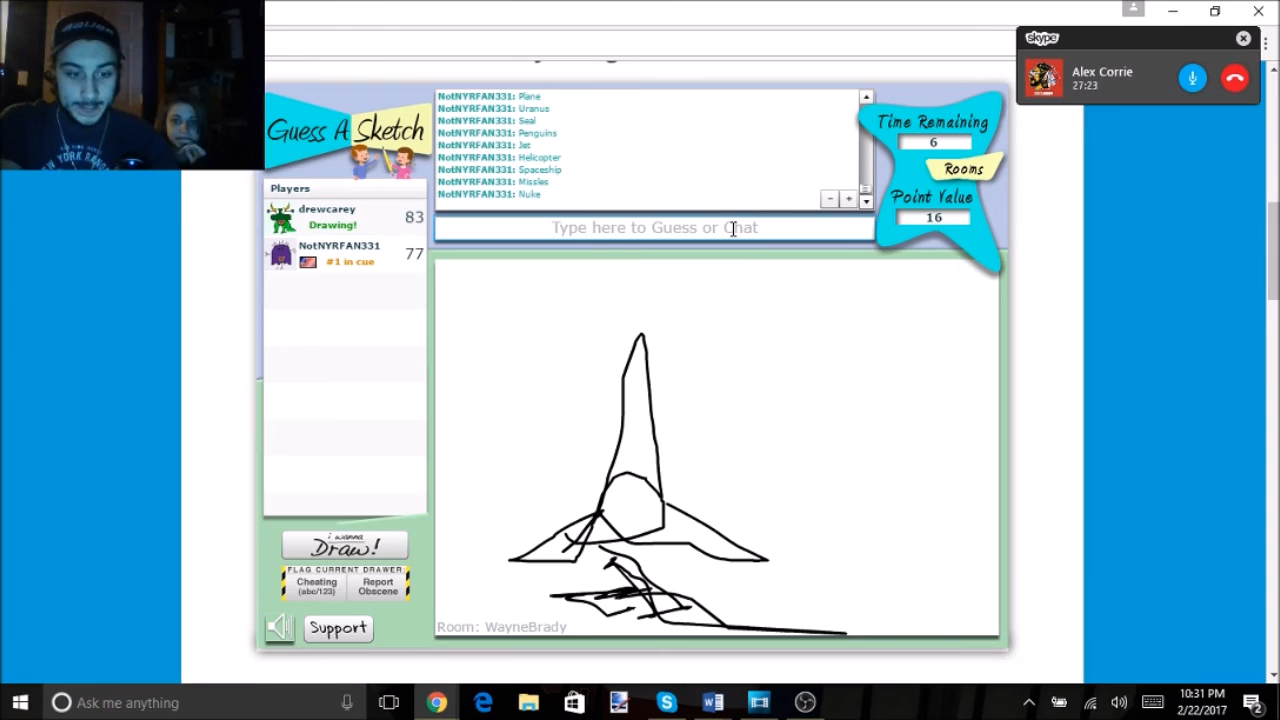 skype
Alex Corrie
27:23
Guess A Sketch
NotNYRFAN331: Plane
NotNYRFAN331: Uranus
NotNYRFAN331: Seal
NotNYRFAN331: Penguins
NotNYRFAN331: Jet
NotNYRFAN331: Helicopter
NotNYRFAN331: Spaceship
NotNYRFAN331: Missles
NotNYRFAN331: Nuke
Type here to Guess or Chat
Time Remaining
6
Rooms
Point Value
16
Players
drewcarey 83
Drawing!
NotNYRFAN331 77
#1 in cue
i wanna
Draw!
FLAG CURRENT DRAWER:
Cheating
(abc/123)
Report
Obscene
Support
Room: WayneBrady
Ask me anything
10:31 PM
2/22/2017
2